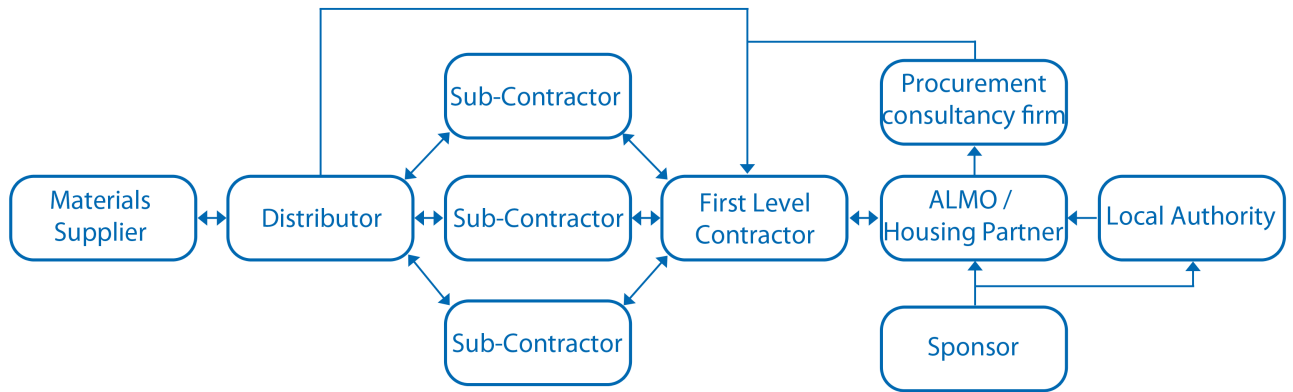 Sub-Contractor
Procurement
consultancy firm
Materials
Supplier
Distributor
Sub-Contractor
First Level
Contractor
ALMO /
Housing Partner
Local Authority
Sub-Contractor
Sponsor